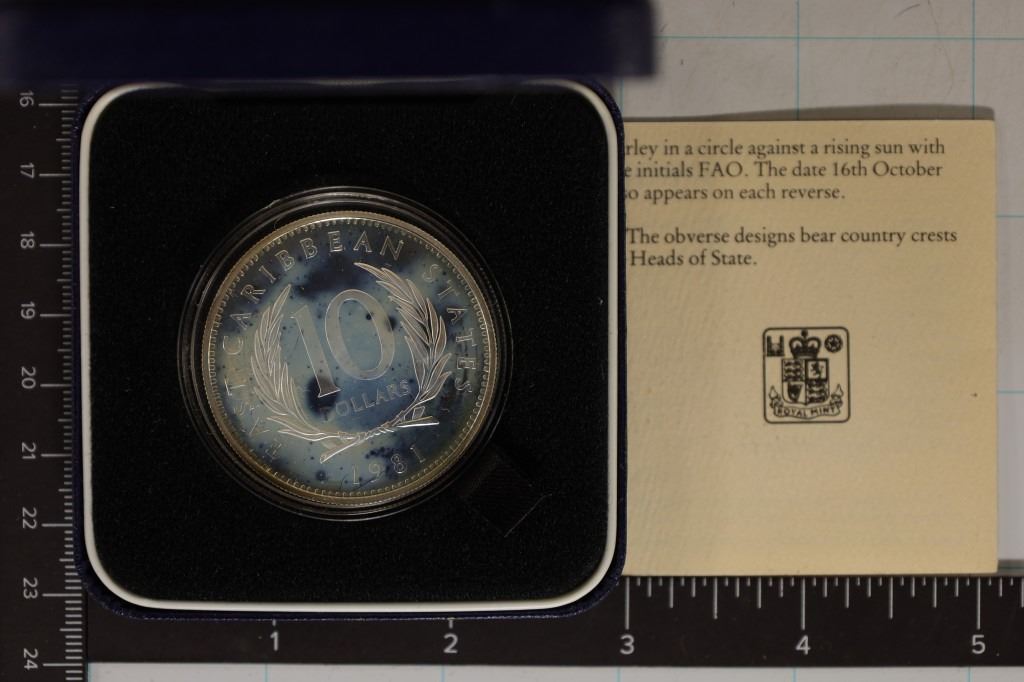 EAST CARIBBEAN STATES
10
DOLLARS
1981
rley in a circle against a rising sun with
e initials FAO. The date 16th October
so appears on each reverse.
The obverse designs bear country crests
Heads of State.
ROYAL MINT
16
17
18
19
20
21
22
23
24
1 2 3 4 5